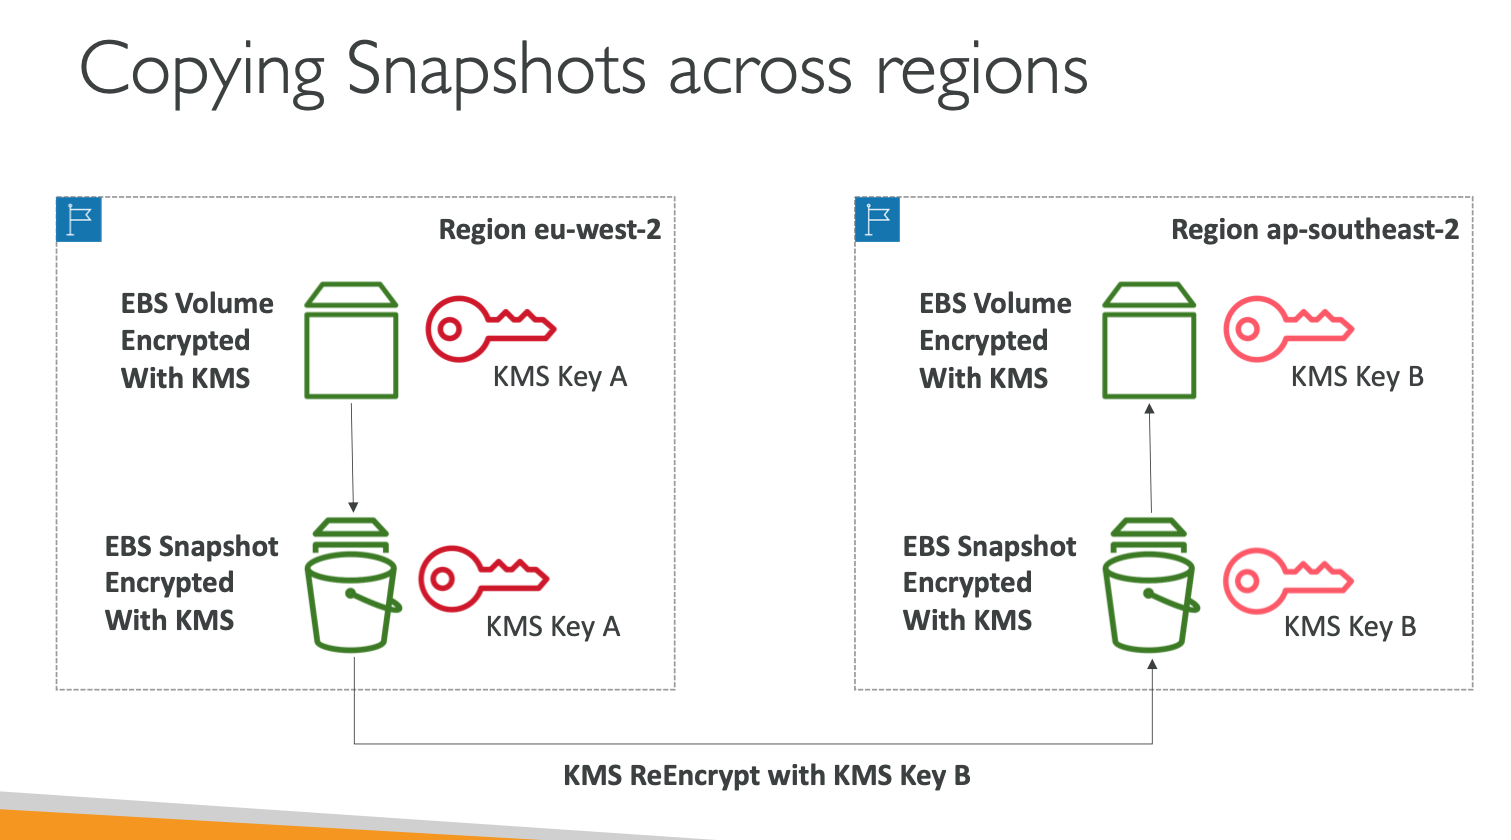 Copying Snapshots across regions
Region eu-west-2
EBS Volume
Encrypted
With KMS
KMS Key A
EBS Snapshot
Encrypted
With KMS
KMS Key A
Region ap-southeast-2
EBS Volume
Encrypted
With KMS
KMS Key B
EBS Snapshot
Encrypted
With KMS
KMS Key B
KMS ReEncrypt with KMS Key B